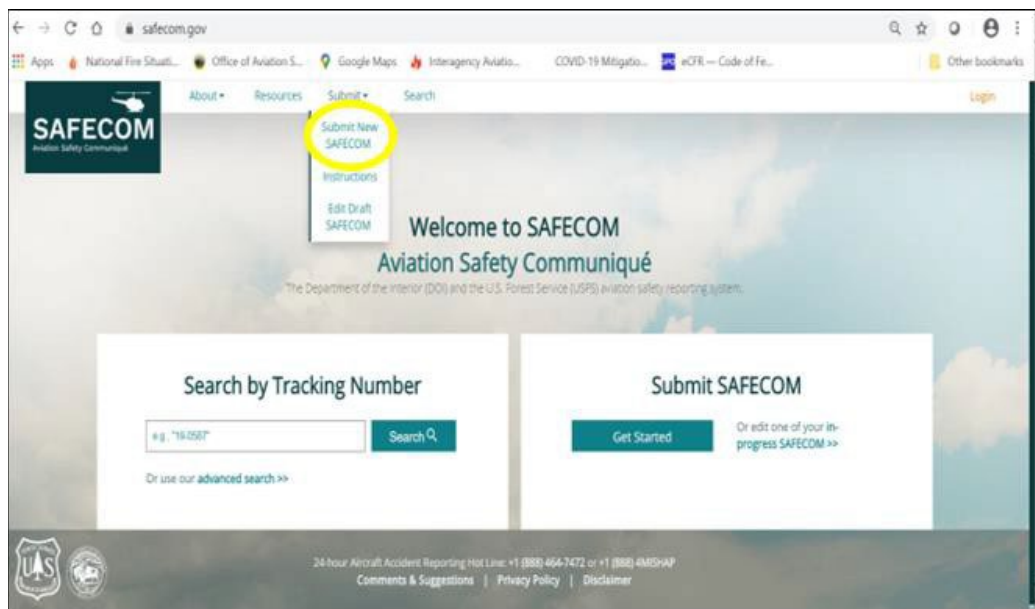 safecom.gov
Apps National Fire Situati... Office of Aviation S... Google Maps Interagency Aviatio... COVID-19 Mitigatio... eCFR — Code of Fe... Other bookmarks
SAFECOM
Aviation Safety Communiqué
About Resources Submit Search Login
Submit New
SAFECOM
Instructions
Edit Draft
SAFECOM
Welcome to SAFECOM
Aviation Safety Communiqué
The Department of the Interior (DOI) and the U.S. Forest Service (USFS) aviation safety reporting system.
Search by Tracking Number
e.g., "19-0567"
Search
Or use our advanced search >>
Submit SAFECOM
Get Started
Or edit one of your in-
progress SAFECOM >>
UAS
24-hour Aircraft Accident Reporting Hot Line: +1 (888) 464-7472 or +1 (888) 4MISHAP
Comments & Suggestions | Privacy Policy | Disclaimer